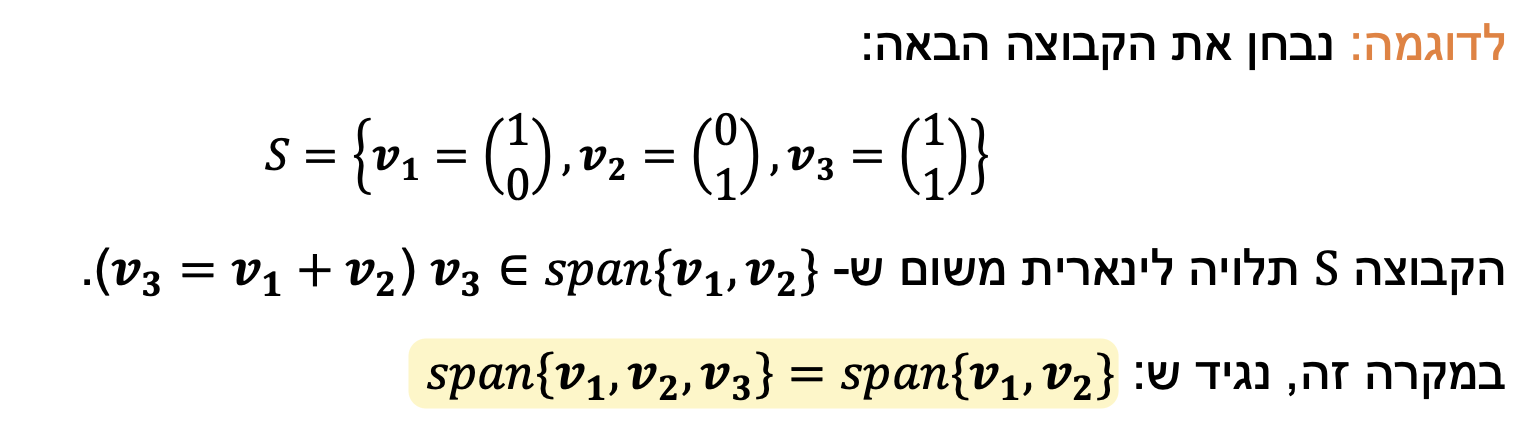 לדוגמה: נבחן את הקבוצה הבאה:
S = {v₁ = (1 0), v₂ = (0 1), v₃ = (1 1)}
הקבוצה S תלויה לינארית משום ש- v₃ ∈ span{v₁, v₂} (v₃ = v₁ + v₂).
במקרה זה, נגיד ש: span{v₁, v₂, v₃} = span{v₁, v₂}